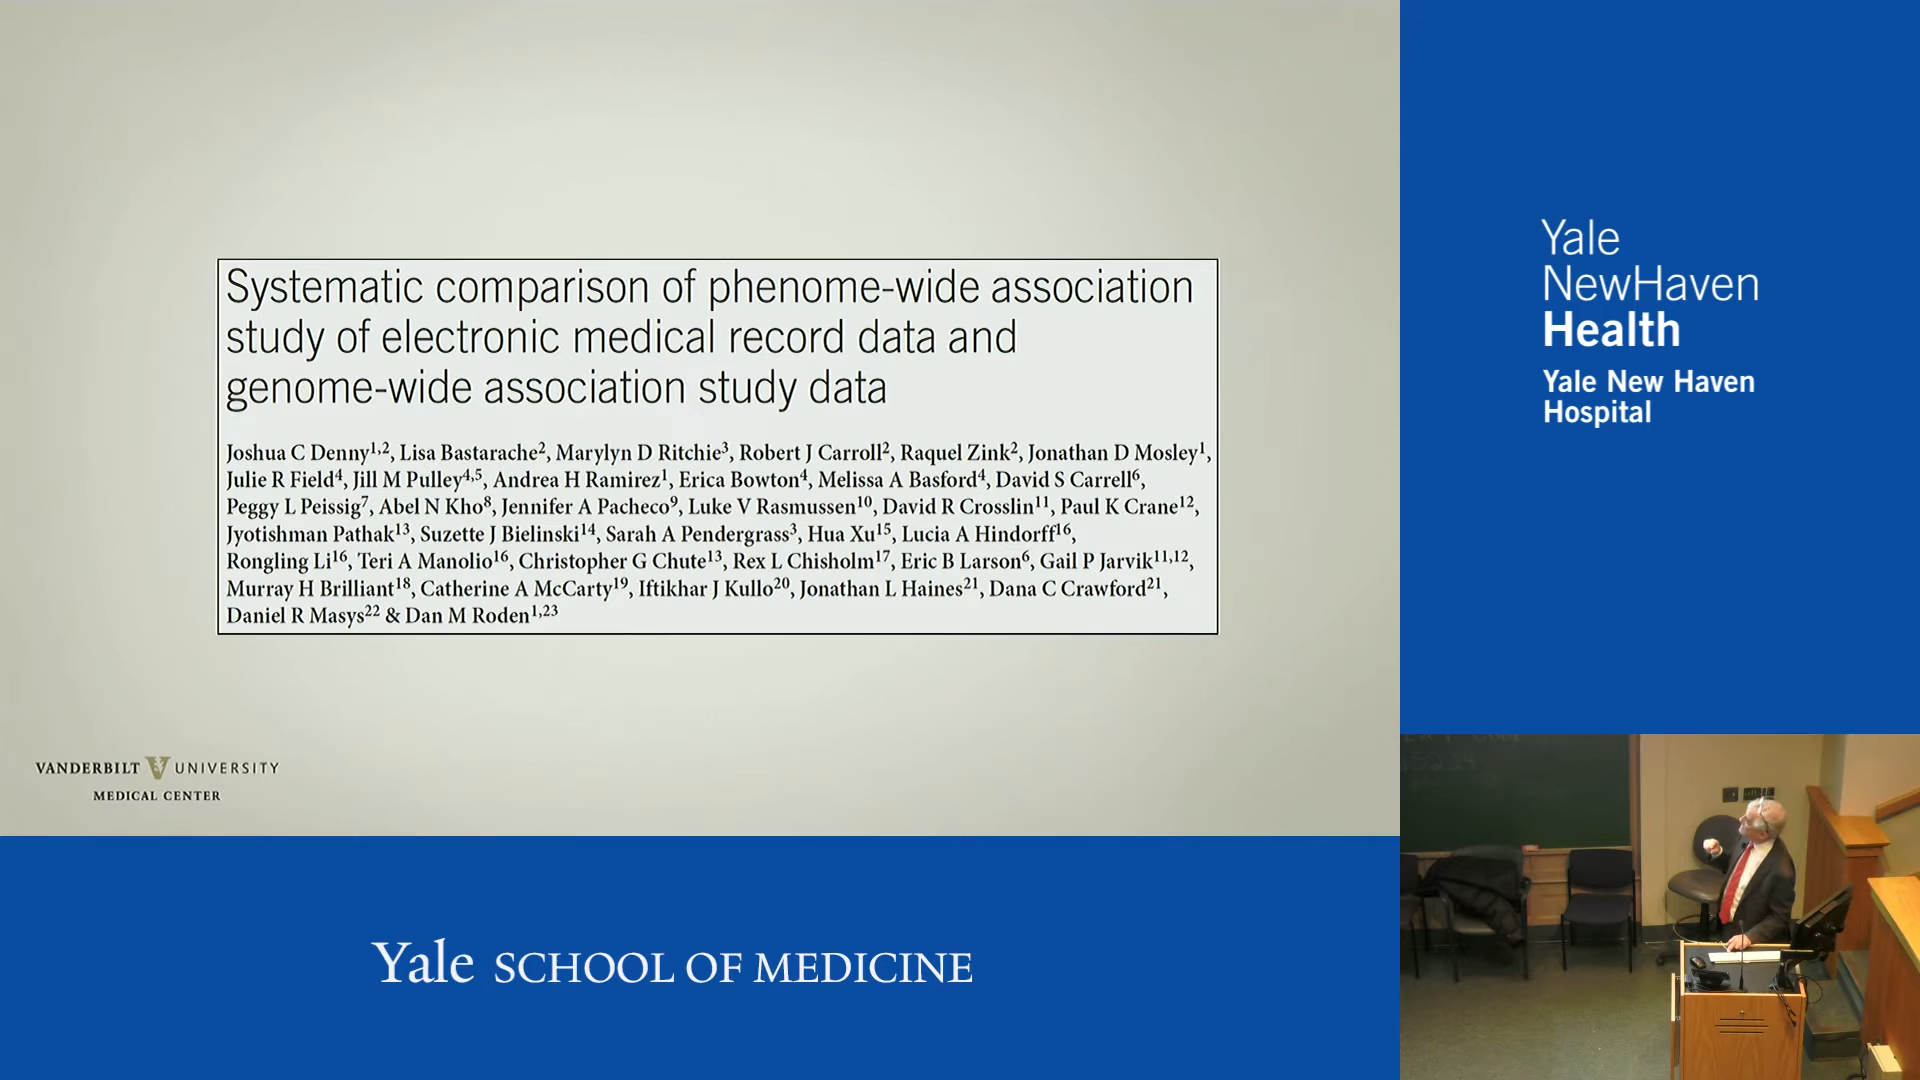 Systematic comparison of phenome-wide association
study of electronic medical record data and
genome-wide association study data
Joshua C Denny1,2, Lisa Bastarache2, Marylyn D Ritchie3, Robert J Carroll2, Raquel Zink2, Jonathan D Mosley1,
Julie R Field4, Jill M Pulley4,5, Andrea H Ramirez1, Erica Bowton4, Melissa A Basford4, David S Carrell6,
Peggy L Peissig7, Abel N Kho8, Jennifer A Pacheco9, Luke V Rasmussen10, David R Crosslin11, Paul K Crane12,
Jyotishman Pathak13, Suzette J Bielinski14, Sarah A Pendergrass3, Hua Xu15, Lucia A Hindorff16,
Rongling Li16, Teri A Manolio16, Christopher G Chute13, Rex L Chisholm17, Eric B Larson6, Gail P Jarvik11,12,
Murray H Brilliant18, Catherine A McCarty19, Iftikhar J Kullo20, Jonathan L Haines21, Dana C Crawford21,
Daniel R Masys22 & Dan M Roden1,23
VANDERBILT V UNIVERSITY
MEDICAL CENTER
Yale SCHOOL OF MEDICINE
Yale
NewHaven
Health
Yale New Haven
Hospital